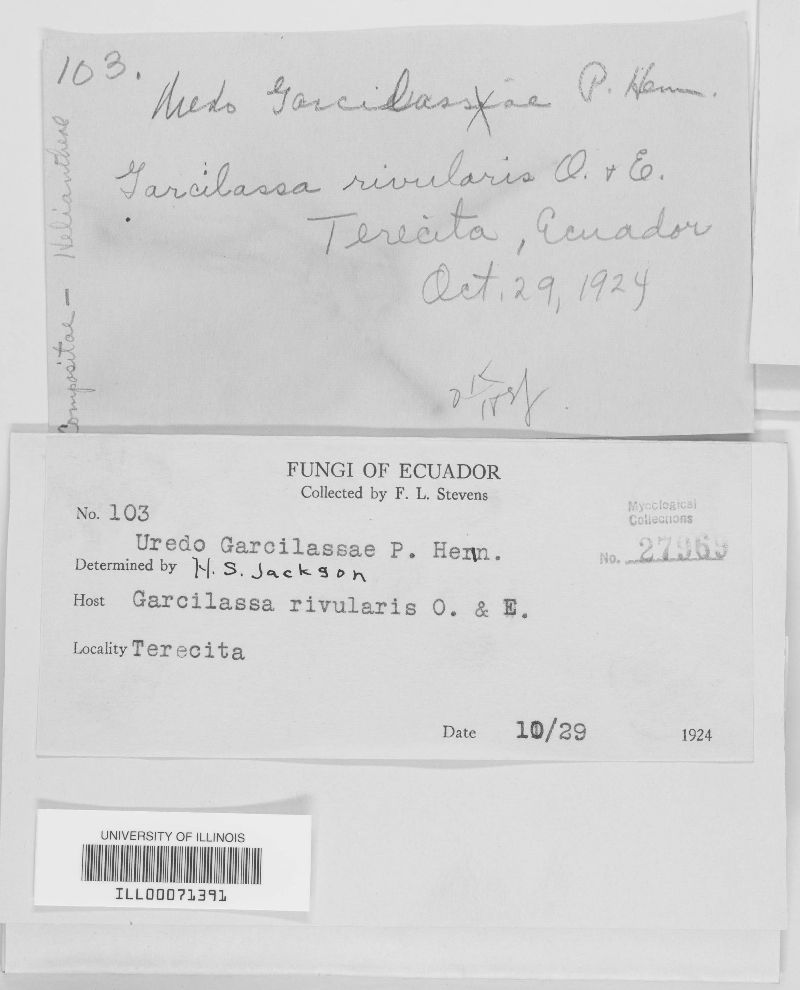 103.
Uredo Garcilassae P. Henn.
Garcilassa rivularis O. & E.
Terecita, Ecuador
Oct. 29, 1924
Compositae — Heliantheae
FUNGI OF ECUADOR
Collected by F. L. Stevens
No. 103
Mycological
Collections
No. 27969
Uredo Garcilassae P. Henn.
Determined by H. S. Jackson
Host Garcilassa rivularis O. & E.
Locality Terecita
Date 10/29 1924
UNIVERSITY OF ILLINOIS
ILL00071391